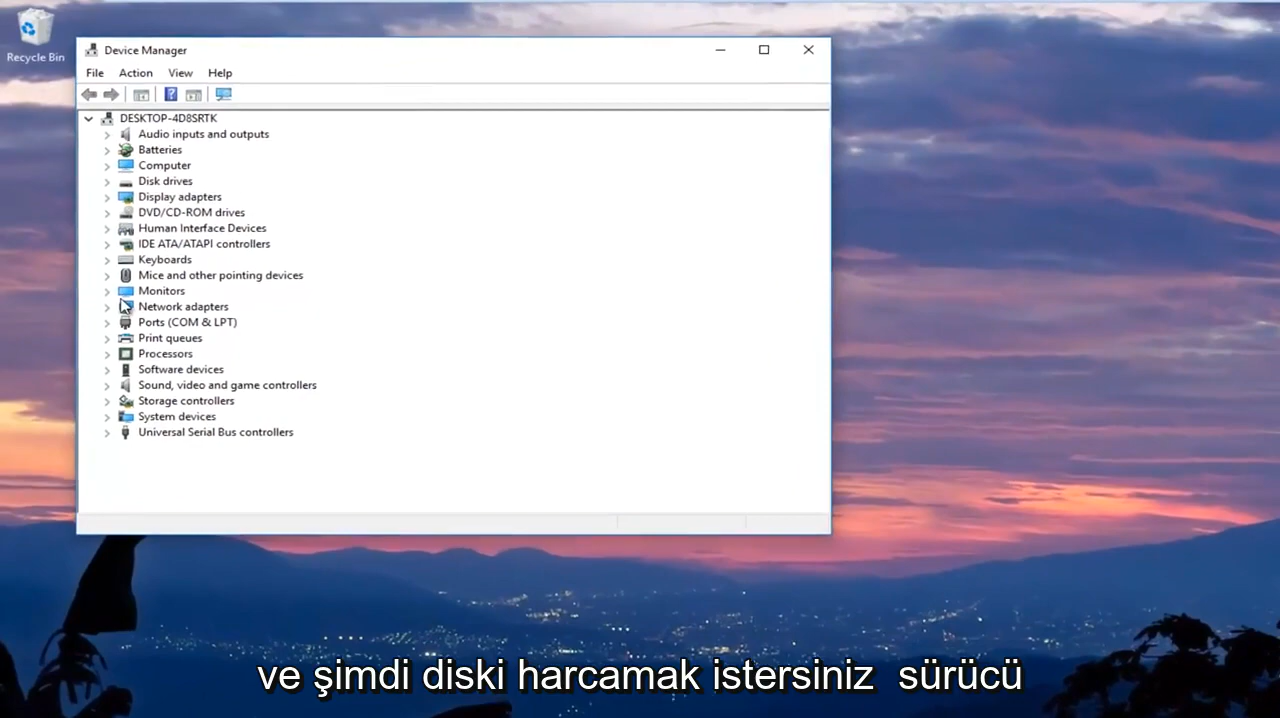 Recycle Bin
Device Manager
File Action View Help
DESKTOP-4D8SRTK
Audio inputs and outputs
Batteries
Computer
Disk drives
Display adapters
DVD/CD-ROM drives
Human Interface Devices
IDE ATA/ATAPI controllers
Keyboards
Mice and other pointing devices
Monitors
Network adapters
Ports (COM & LPT)
Print queues
Processors
Software devices
Sound, video and game controllers
Storage controllers
System devices
Universal Serial Bus controllers
ve şimdi diski harcamak istersiniz sürücü